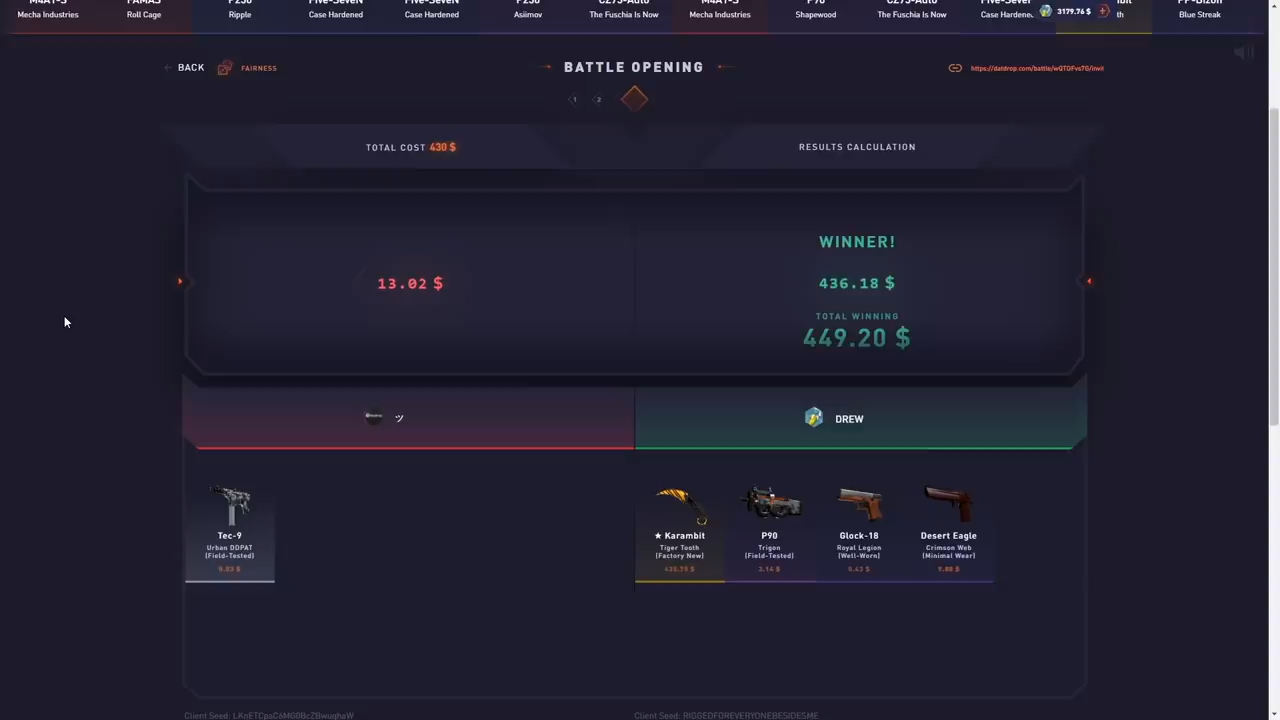 M4A1-S FAMAS P250 Five-SeveN Five-SeveN P250 CZ75-Auto M4A1-S P90 CZ75-Auto PP-Bizon
Mecha Industries Roll Cage Ripple Case Hardened Case Hardened Asiimov The Fuschia Is Now Mecha Industries Shapewood The Fuschia Is Now Case Hardene 3179.76 $ Blue Streak
BACK FAIRNESS BATTLE OPENING
1 2
TOTAL COST 430 $ RESULTS CALCULATION
WINNER!
13.02 $ 436.18 $
TOTAL WINNING
449.20 $
ツ DREW
Tec-9 ★ Karambit P90 Glock-18 Desert Eagle
Urban DDPAT Tiger Tooth Trigon Royal Legion Crimson Web
(Field-Tested) (Factory New) (Field-Tested) (Well-Worn) (Minimal Wear)
Client Seed: Client Seed: RIGGEDFOREVERYONEBESIDESME